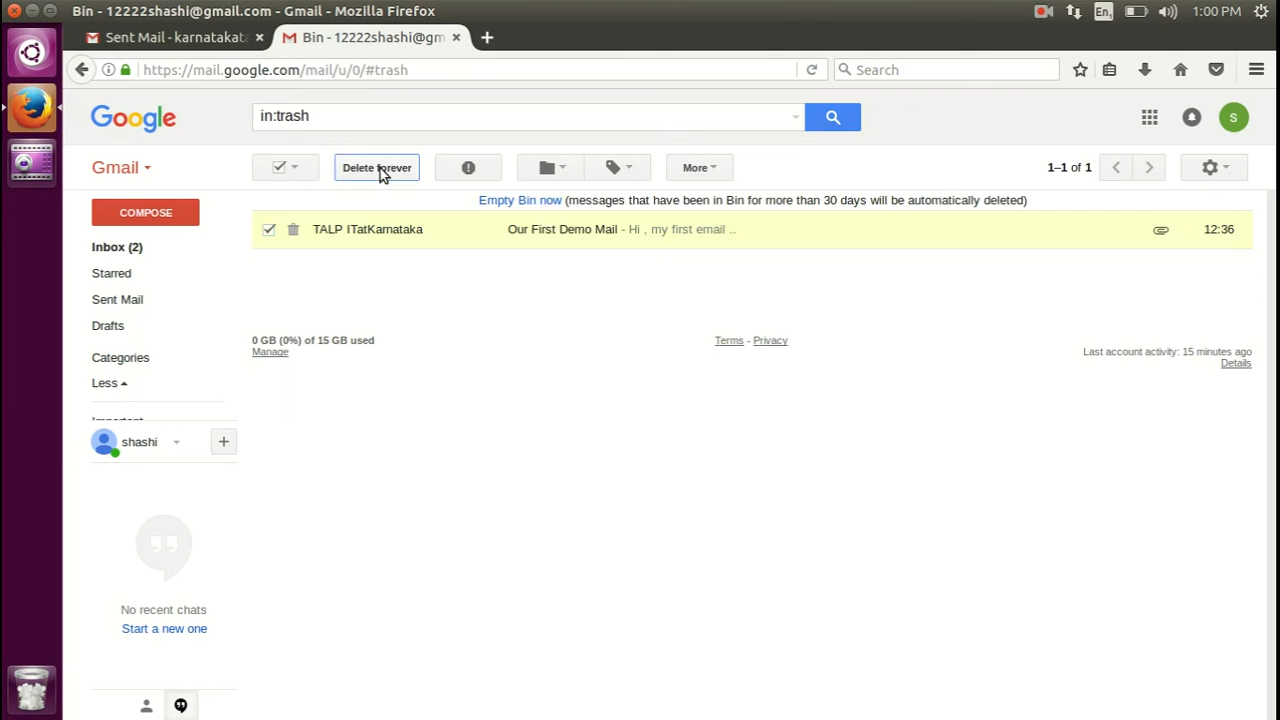 Bin - 12222shashi@gmail.com - Gmail - Mozilla Firefox
En1
1:00 PM
Sent Mail - karnatakat
Bin - 12222shashi@gm
https://mail.google.com/mail/u/0/#trash
Search
Google
in:trash
S
Gmail
Delete forever
More
1–1 of 1
Empty Bin now (messages that have been in Bin for more than 30 days will be automatically deleted)
COMPOSE
TALP ITatKarnataka
Our First Demo Mail - Hi , my first email ..
12:36
Inbox (2)
Starred
Sent Mail
Drafts
Categories
Less
Important
0 GB (0%) of 15 GB used
Manage
Terms - Privacy
Last account activity: 15 minutes ago
Details
shashi
No recent chats
Start a new one